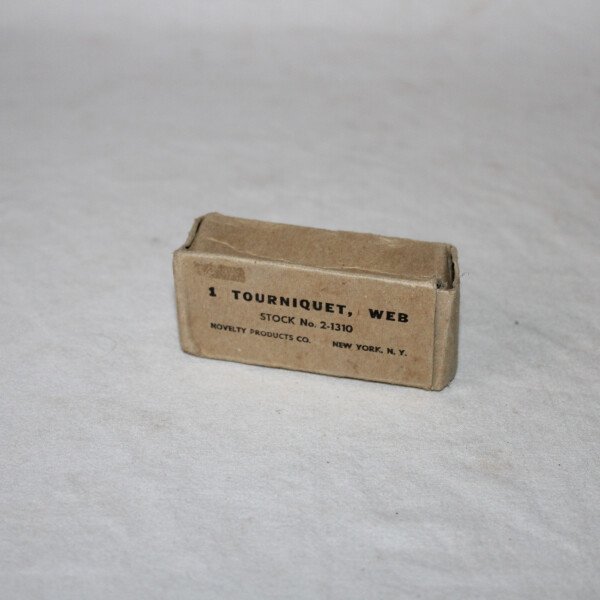 1 TOURNIQUET, WEB
STOCK No. 2-1310
NOVELTY PRODUCTS CO. NEW YORK, N. Y.